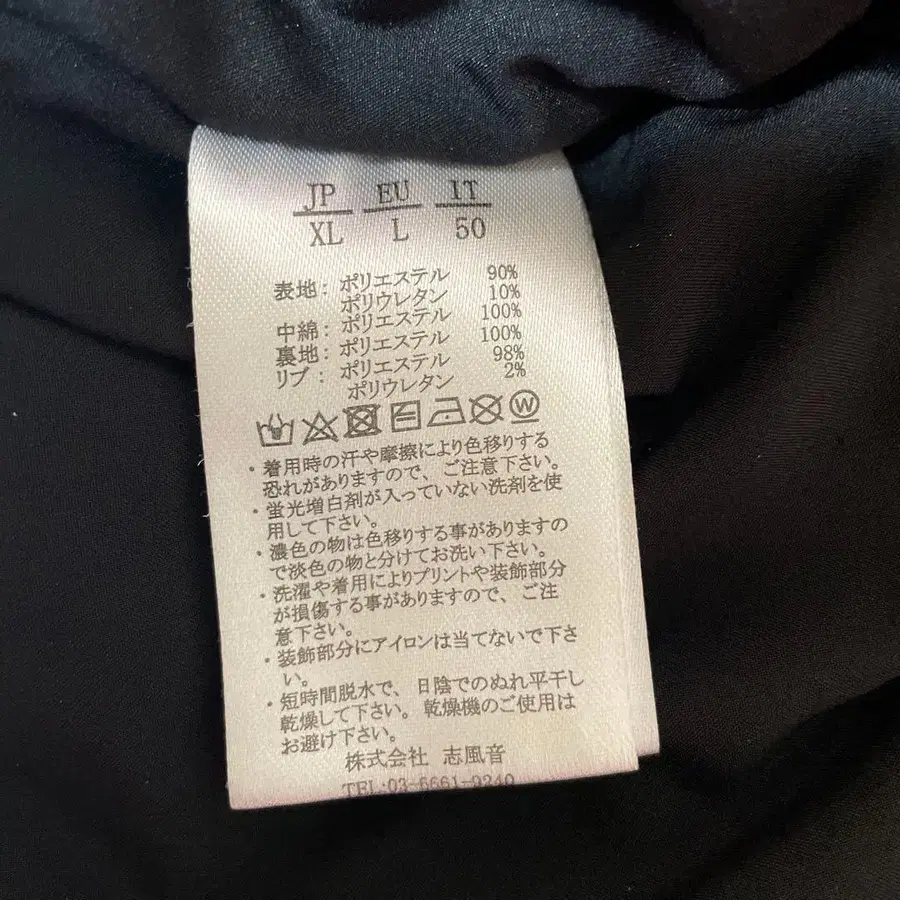 JP EU IT
XL L 50
表地: ポリエステル 90%
ポリウレタン 10%
中綿: ポリエステル 100%
裏地: ポリエステル 100%
リブ : ポリエステル 98%
ポリウレタン 2%
W
・着用時の汗や摩擦により色移りする
恐れがありますので、ご注意下さい。
・蛍光増白剤が入っていない洗剤を使
用して下さい。
・濃色の物は色移りする事がありますの
で淡色の物と分けてお洗い下さい。
・洗濯や着用によりプリントや装飾部分
が損傷する事がありますので、ご注
意下さい。
・装飾部分にアイロンは当てないで下さ
い。
・短時間脱水で、日陰でのぬれ平干し
乾燥して下さい。乾燥機のご使用は
お避け下さい。
株式会社 志風音
TEL:03-6661-9240